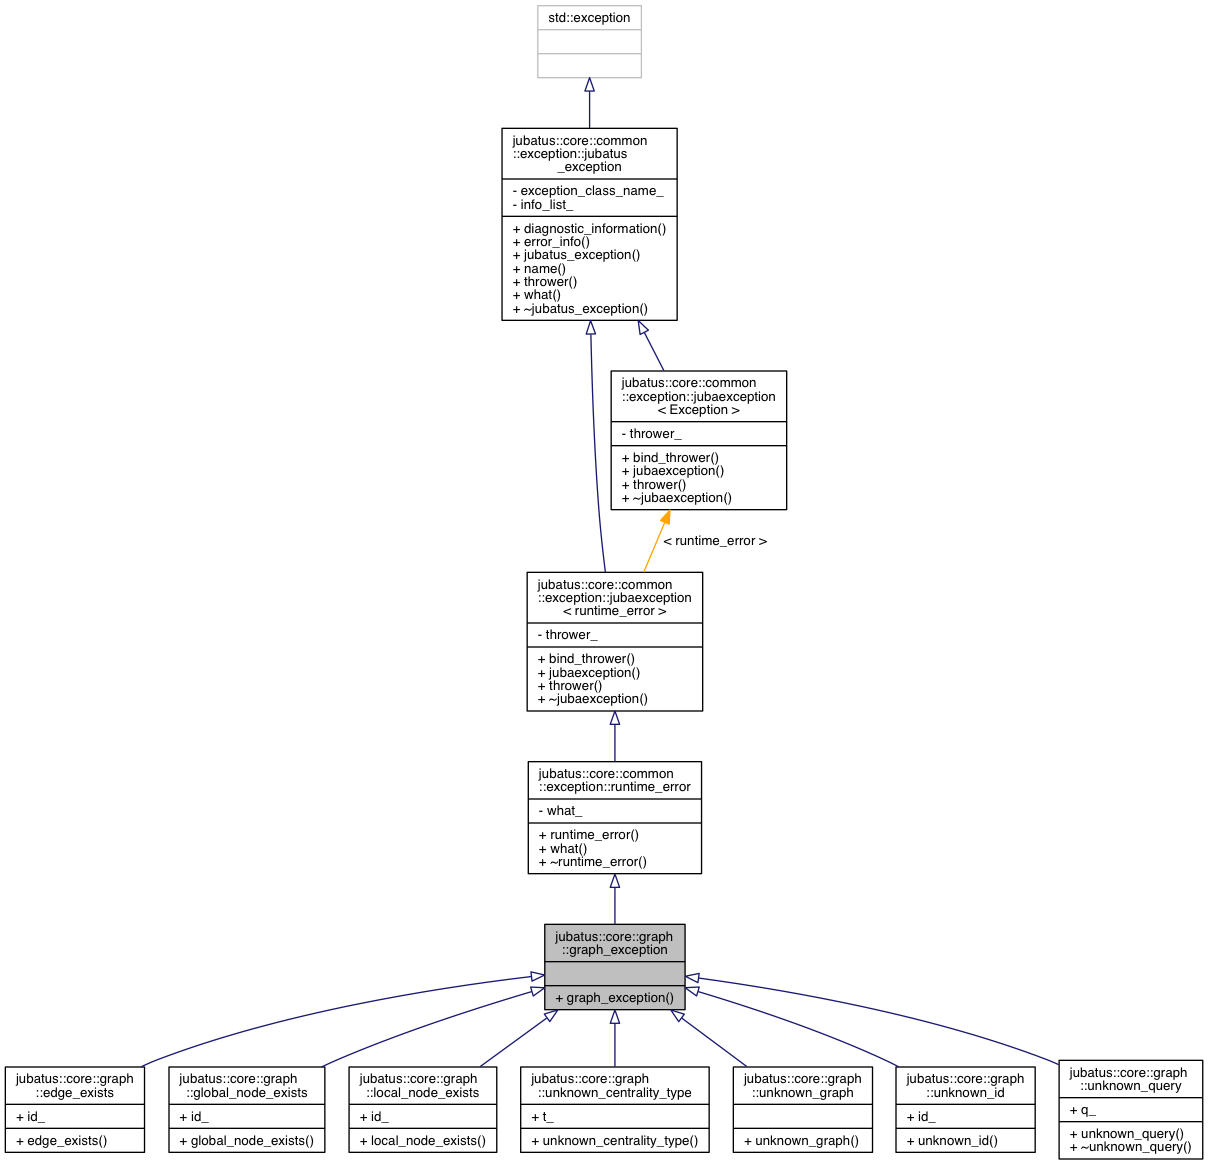 std::exception
jubatus::core::common
::exception::jubatus
_exception
- exception_class_name_
- info_list_
+ diagnostic_information()
+ error_info()
+ jubatus_exception()
+ name()
+ thrower()
+ what()
+ ~jubatus_exception()
jubatus::core::common
::exception::jubaexception
< Exception >
- thrower_
+ bind_thrower()
+ jubaexception()
+ thrower()
+ ~jubaexception()
< runtime_error >
jubatus::core::common
::exception::jubaexception
< runtime_error >
- thrower_
+ bind_thrower()
+ jubaexception()
+ thrower()
+ ~jubaexception()
jubatus::core::common
::exception::runtime_error
- what_
+ runtime_error()
+ what()
+ ~runtime_error()
jubatus::core::graph
::graph_exception
+ graph_exception()
jubatus::core::graph
::edge_exists
+ id_
+ edge_exists()
jubatus::core::graph
::global_node_exists
+ id_
+ global_node_exists()
jubatus::core::graph
::local_node_exists
+ id_
+ local_node_exists()
jubatus::core::graph
::unknown_centrality_type
+ t_
+ unknown_centrality_type()
jubatus::core::graph
::unknown_graph
+ unknown_graph()
jubatus::core::graph
::unknown_id
+ id_
+ unknown_id()
jubatus::core::graph
::unknown_query
+ q_
+ unknown_query()
+ ~unknown_query()